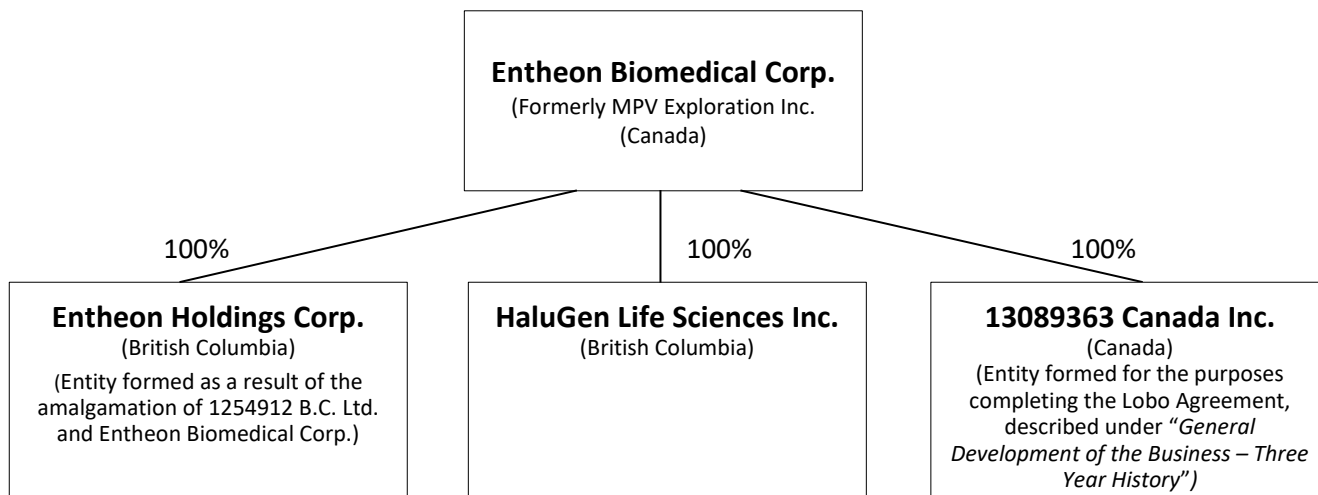 Entheon Biomedical Corp.
(Formerly MPV Exploration Inc.
(Canada)
100%
100%
100%
Entheon Holdings Corp.
(British Columbia)
(Entity formed as a result of the
amalgamation of 1254912 B.C. Ltd.
and Entheon Biomedical Corp.)
HaluGen Life Sciences Inc.
(British Columbia)
13089363 Canada Inc.
(Canada)
(Entity formed for the purposes
completing the Lobo Agreement,
described under “General
Development of the Business – Three
Year History”)